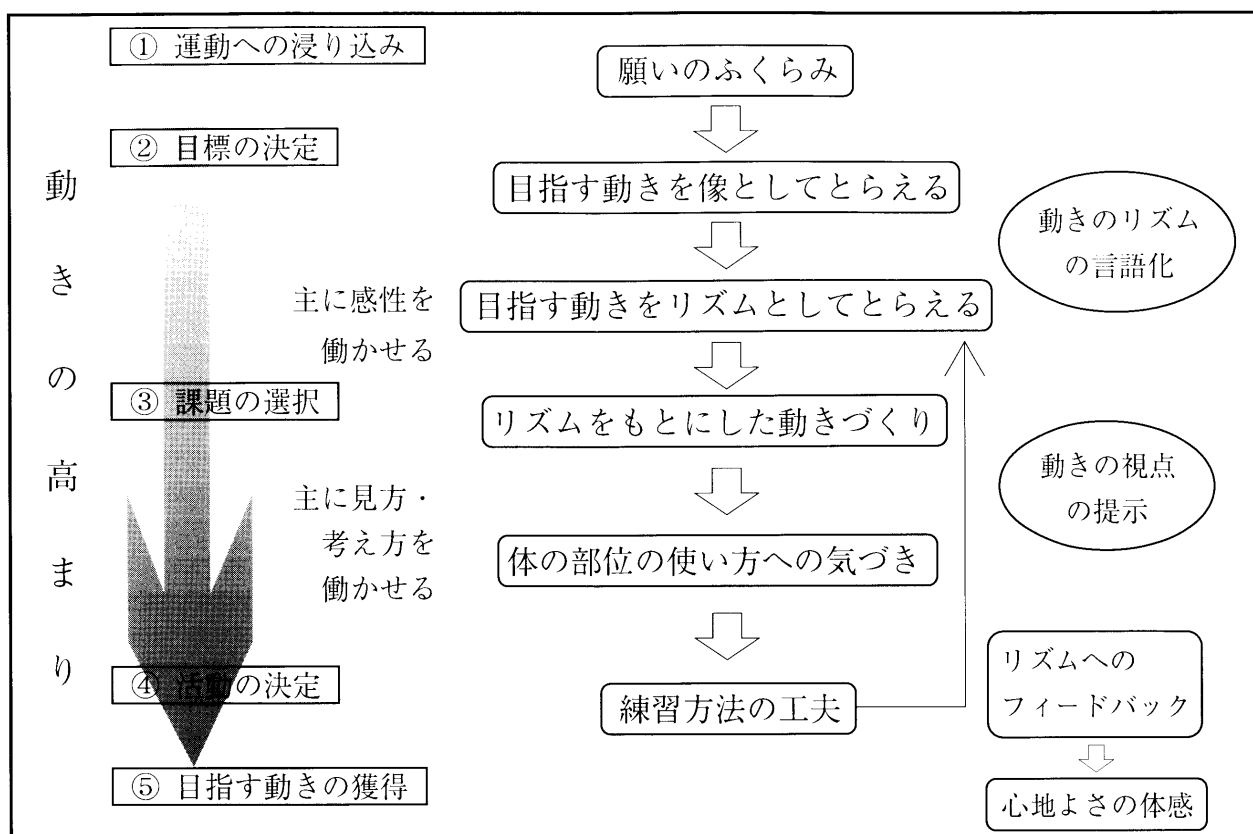 ① 運動への浸り込み
願いのふくらみ
② 目標の決定
動きの高まり
目指す動きを像としてとらえる
動きのリズム
の言語化
主に感性を
働かせる
目指す動きをリズムとしてとらえる
③ 課題の選択
リズムをもとにした動きづくり
動きの視点
の提示
主に見方・
考え方を
働かせる
体の部位の使い方への気づき
④ 活動の決定
練習方法の工夫
リズムへの
フィードバック
⑤ 目指す動きの獲得
心地よさの体感